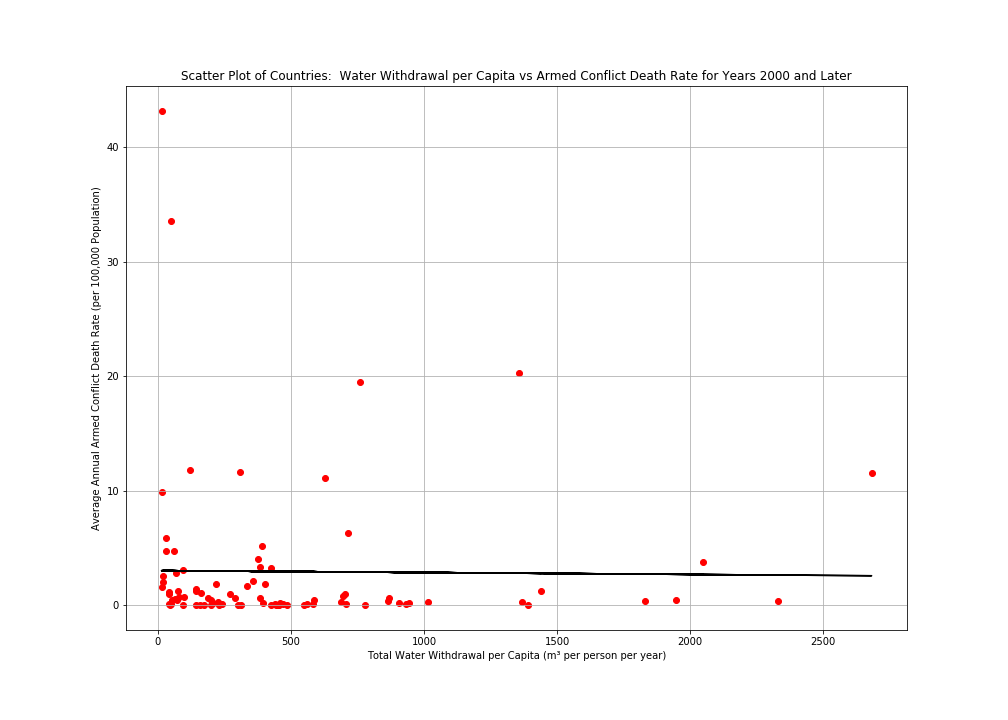 Scatter Plot of Countries:  Water Withdrawal per Capita vs Armed Conflict Death Rate for Years 2000 and Later
Average Annual Armed Conflict Death Rate (per 100,000 Population)
40
30
20
10
0
0 500 1000 1500 2000 2500
Total Water Withdrawal per Capita (m³ per person per year)